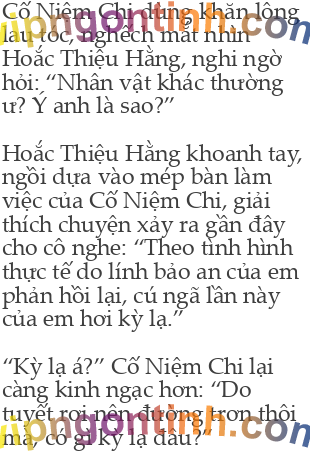 Cố Niệm Chi dùng khăn lông
lau tóc, nghếch mắt nhìn
Hoắc Thiệu Hằng, nghi ngờ
hỏi: “Nhân vật khác thường
ư? Ý anh là sao?”
Hoắc Thiệu Hằng khoanh tay,
ngồi dựa vào mép bàn làm
việc của Cố Niệm Chi, giải
thích chuyện xảy ra gần đây
cho cô nghe: “Theo tình hình
thực tế do lính bảo an của em
phản hồi lại, cú ngã lần này
của em hơi kỳ lạ.”
“Kỳ lạ á?” Cố Niệm Chi lại
càng kinh ngạc hơn: “Do
tuyết rơi nên đường trơn thôi
mà, có gì kỳ lạ đâu?”
vipngontinh.com
vipngontinh.com